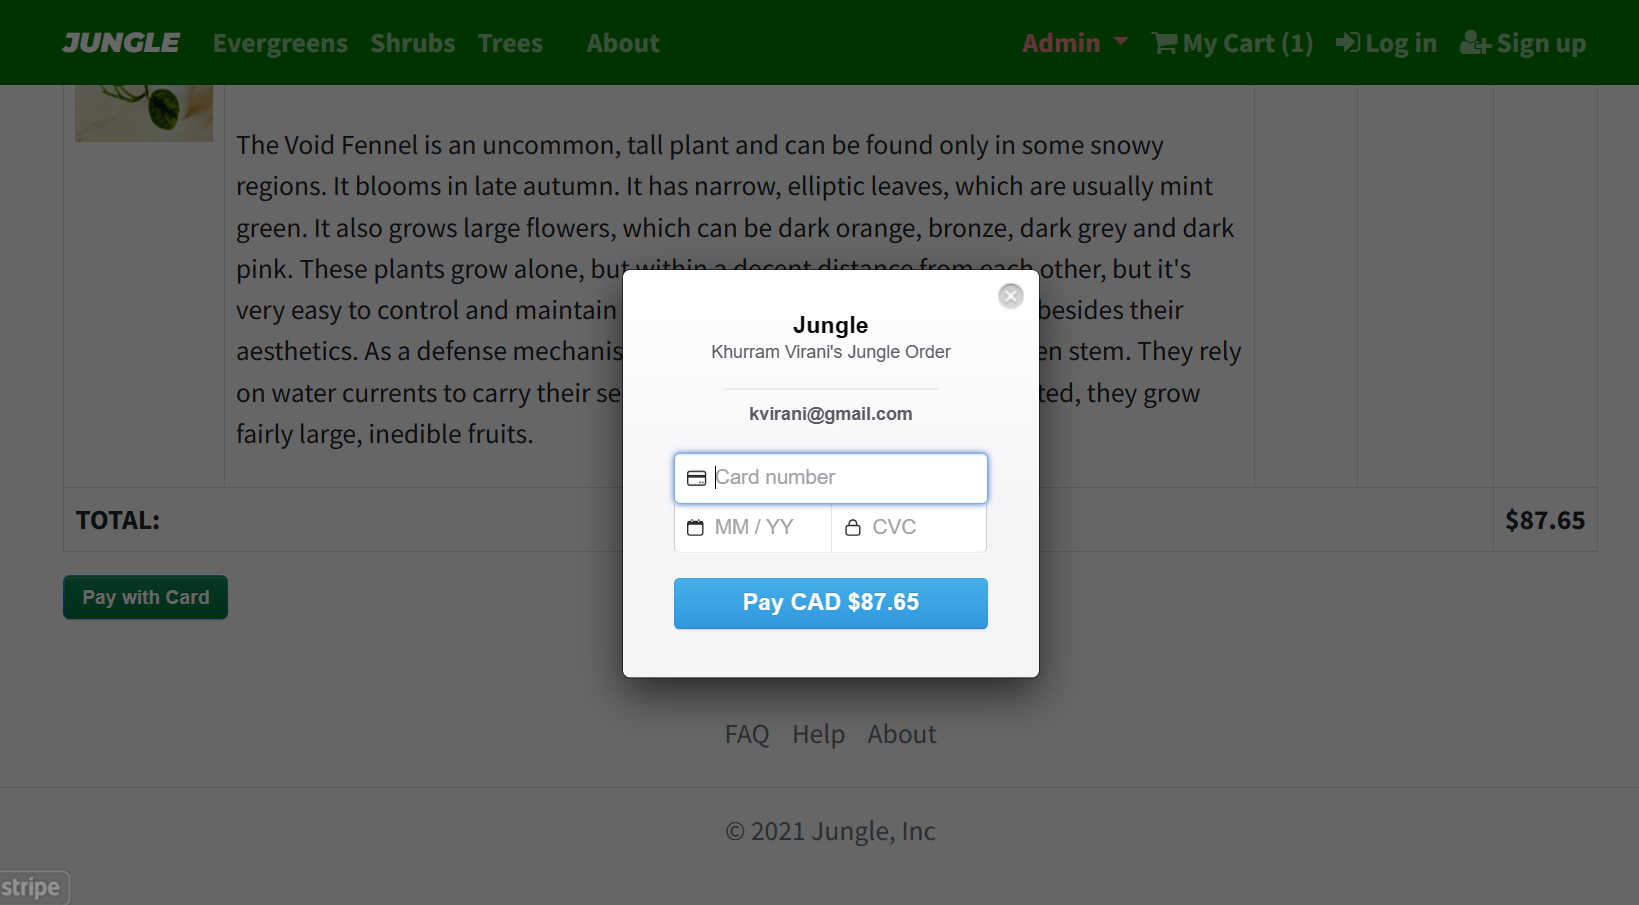 JUNGLE Evergreens Shrubs Trees About Admin My Cart (1) Log in Sign up
The Void Fennel is an uncommon, tall plant and can be found only in some snowy
regions. It blooms in late autumn. It has narrow, elliptic leaves, which are usually mint
green. It also grows large flowers, which can be dark orange, bronze, dark grey and dark
pink. These plants grow alone, but within a decent distance from each other, but it's
very easy to control and maintain besides their
aesthetics. As a defense mechanis en stem. They rely
on water currents to carry their se ted, they grow
fairly large, inedible fruits.
Jungle
Khurram Virani's Jungle Order
kvirani@gmail.com
Card number
MM / YY CVC
Pay CAD $87.65
TOTAL: $87.65
Pay with Card
FAQ Help About
© 2021 Jungle, Inc
stripe